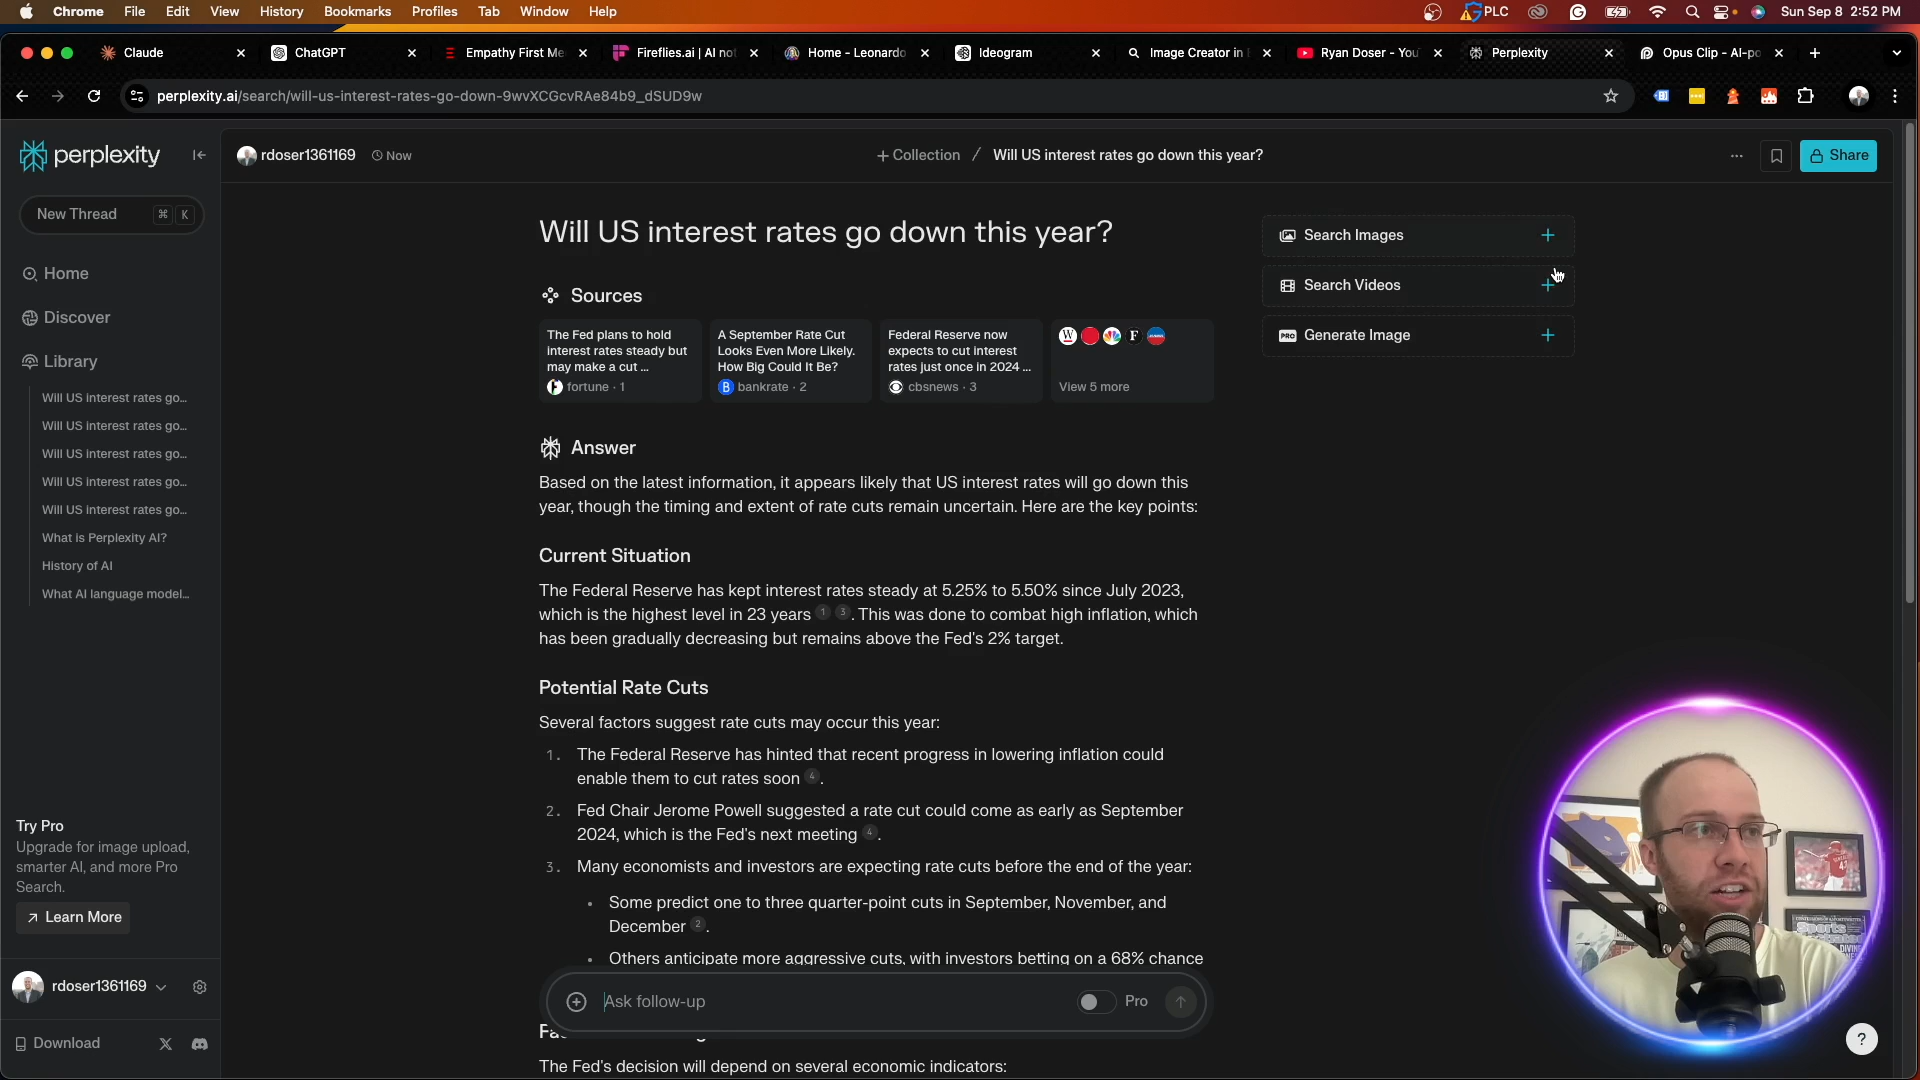 Chrome File Edit View History Bookmarks Profiles Tab Window Help
PLC
Sun Sep 8 2:52 PM
Claude
ChatGPT
Empathy First Me
Fireflies.ai | AI not
Home - Leonardo
Ideogram
Image Creator in B
Ryan Doser - You
Perplexity
Opus Clip - AI-po
perplexity.ai/search/will-us-interest-rates-go-down-9wvXCGcvRAe84b9_dSUD9w
perplexity
rdoser1361169
Now
+ Collection / Will US interest rates go down this year?
Share
New Thread ⌘ K
Home
Discover
Library
Will US interest rates go...
Will US interest rates go...
Will US interest rates go...
Will US interest rates go...
Will US interest rates go...
What is Perplexity AI?
History of AI
What AI language model...
Try Pro
Upgrade for image upload,
smarter AI, and more Pro
Search.
Learn More
rdoser1361169
Download
Will US interest rates go down this year?
Sources
The Fed plans to hold
interest rates steady but
may make a cut ...
fortune · 1
A September Rate Cut
Looks Even More Likely.
How Big Could It Be?
B bankrate · 2
Federal Reserve now
expects to cut interest
rates just once in 2024 ...
cbsnews · 3
W F
View 5 more
Answer
Based on the latest information, it appears likely that US interest rates will go down this
year, though the timing and extent of rate cuts remain uncertain. Here are the key points:
Current Situation
The Federal Reserve has kept interest rates steady at 5.25% to 5.50% since July 2023,
which is the highest level in 23 years 1 3 . This was done to combat high inflation, which
has been gradually decreasing but remains above the Fed's 2% target.
Potential Rate Cuts
Several factors suggest rate cuts may occur this year:
1. The Federal Reserve has hinted that recent progress in lowering inflation could
enable them to cut rates soon 4 .
2. Fed Chair Jerome Powell suggested a rate cut could come as early as September
2024, which is the Fed's next meeting 4 .
3. Many economists and investors are expecting rate cuts before the end of the year:
• Some predict one to three quarter-point cuts in September, November, and
December 2 .
• Others anticipate more aggressive cuts, with investors betting on a 68% chance
Ask follow-up
Pro
The Fed's decision will depend on several economic indicators:
Search Images +
Search Videos +
PRO Generate Image +
Sports
?